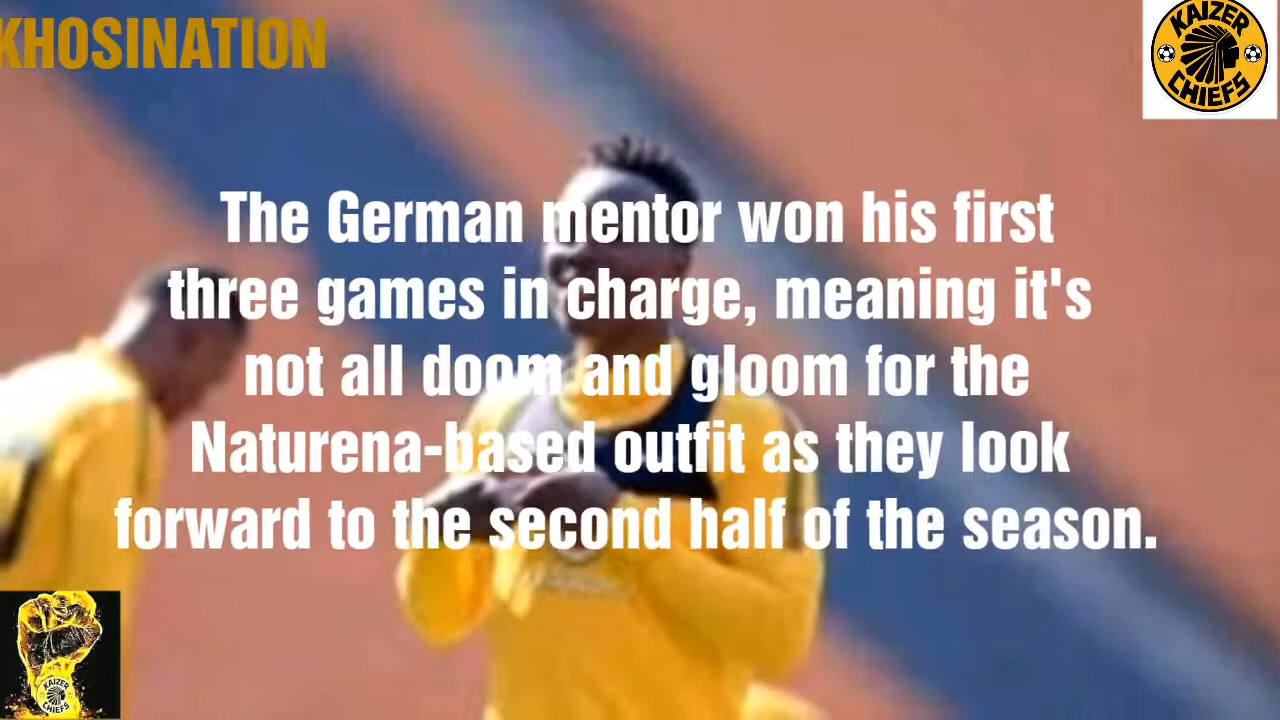 KHOSINATION
KAIZER
CHIEFS
The German mentor won his first
three games in charge, meaning it's
not all doom and gloom for the
Naturena-based outfit as they look
forward to the second half of the season.
KAIZER
CHIEFS